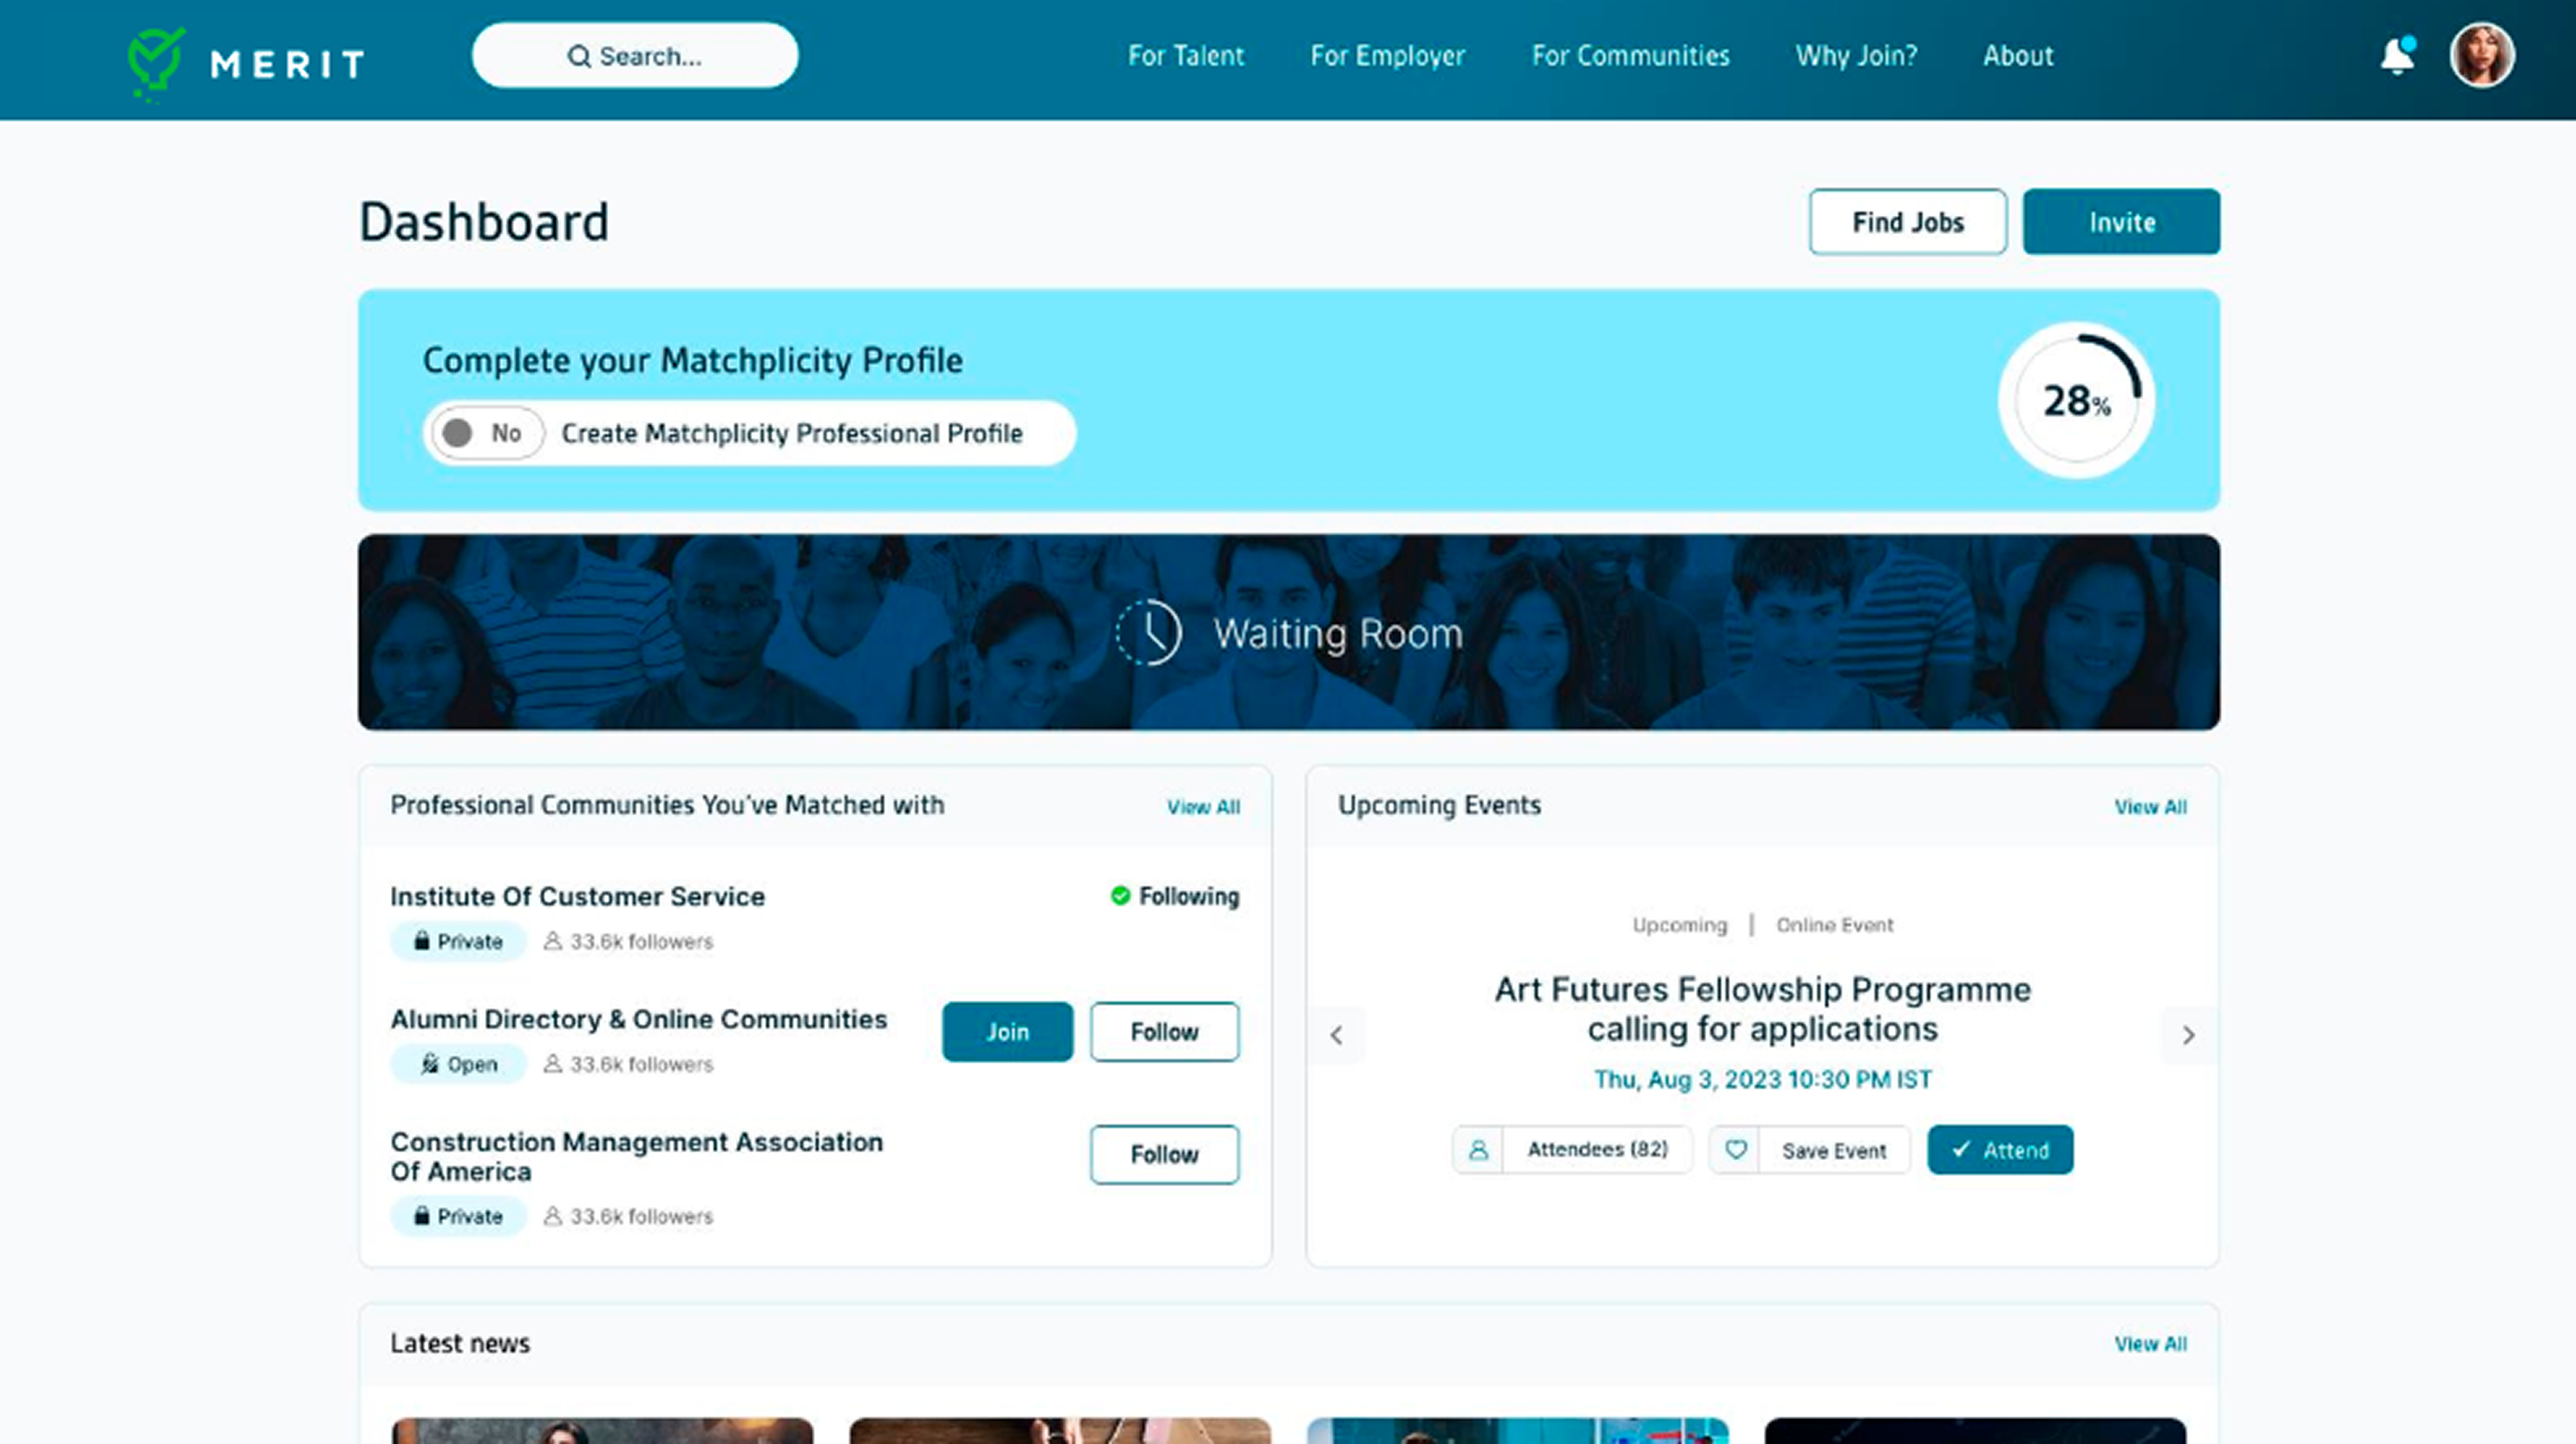 MERIT
Search...
For Talent
For Employer
For Communities
Why Join?
About
Dashboard
Find Jobs
Invite
Complete your Matchplicity Profile
No
Create Matchplicity Professional Profile
28%
Waiting Room
Professional Communities You've Matched with
View All
Institute Of Customer Service
Following
Private
33.6k followers
Alumni Directory & Online Communities
Join
Follow
Open
33.6k followers
Construction Management Association
Of America
Follow
Private
33.6k followers
Upcoming Events
View All
Upcoming | Online Event
Art Futures Fellowship Programme
calling for applications
Thu, Aug 3, 2023 10:30 PM IST
Attendees (82)
Save Event
Attend
Latest news
View All